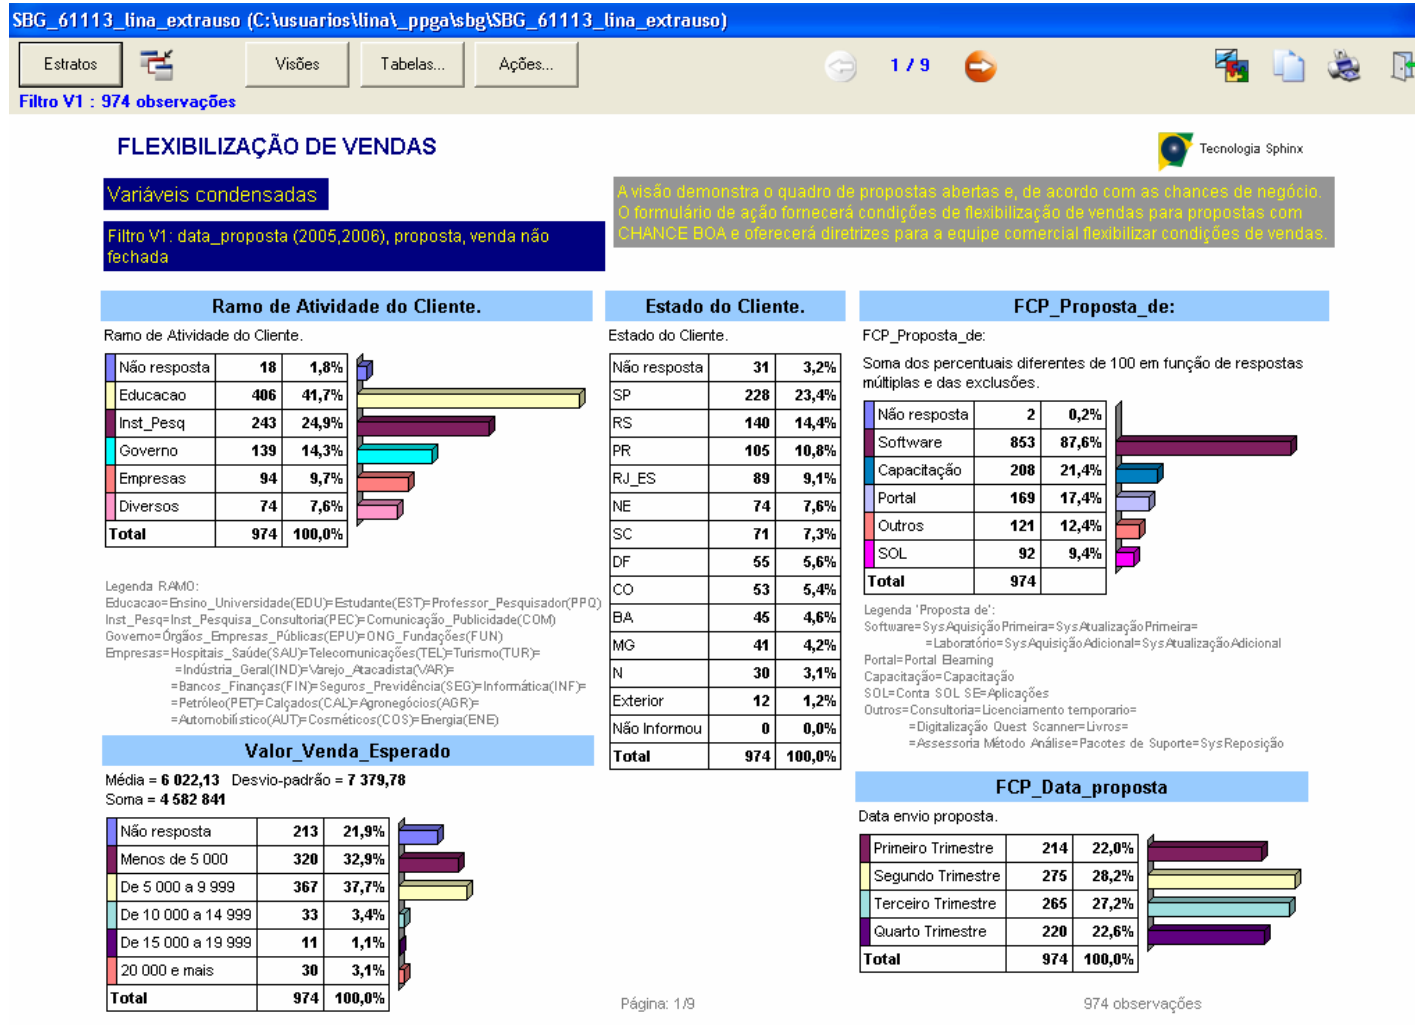 SBG_61113_lina_extrauso (C:\usuarios\lina\_ppga\sbg\SBG_61113_lina_extrauso)
Estratos
Visões
Tabelas...
Ações...
1 / 9
Filtro V1 : 974 observações
FLEXIBILIZAÇÃO DE VENDAS
Tecnologia Sphinx
Variáveis condensadas
Filtro V1: data_proposta (2005,2006), proposta, venda não
fechada
A visão demonstra o quadro de propostas abertas e, de acordo com as chances de negócio.
O formulário de ação fornecerá condições de flexibilização de vendas para propostas com
CHANCE BOA e oferecerá diretrizes para a equipe comercial flexibilizar condições de vendas.
Ramo de Atividade do Cliente.
Ramo de Atividade do Cliente.
Não resposta 18 1,8%
Educacao 406 41,7%
Inst_Pesq 243 24,9%
Governo 139 14,3%
Empresas 94 9,7%
Diversos 74 7,6%
Total 974 100,0%
Legenda RAMO:
Educacao=Ensino_Universidade(EDU)=Estudante(EST)=Professor_Pesquisador(PPQ)
Inst_Pesq=Inst_Pesquisa_Consultoria(PEC)=Comunicação_Publicidade(COM)
Governo=Órgãos_Empresas_Públicas(EPU)=ONG_Fundações(FUN)
Empresas=Hospitais_Saúde(SAU)=Telecomunicações(TEL)=Turismo(TUR)=
=Indústria_Geral(IND)=Varejo_Atacadista(VAR)=
=Bancos_Finanças(FIN)=Seguros_Previdência(SEG)=Informática(INF)=
=Petróleo(PET)=Calçados(CAL)=Agronegócios(AGR)=
=Automobilístico(AUT)=Cosméticos(COS)=Energia(ENE)
Valor_Venda_Esperado
Média = 6 022,13 Desvio-padrão = 7 379,78
Soma = 4 582 841
Não resposta 213 21,9%
Menos de 5 000 320 32,9%
De 5 000 a 9 999 367 37,7%
De 10 000 a 14 999 33 3,4%
De 15 000 a 19 999 11 1,1%
20 000 e mais 30 3,1%
Total 974 100,0%
Estado do Cliente.
Estado do Cliente.
Não resposta 31 3,2%
SP 228 23,4%
RS 140 14,4%
PR 105 10,8%
RJ_ES 89 9,1%
NE 74 7,6%
SC 71 7,3%
DF 55 5,6%
CO 53 5,4%
BA 45 4,6%
MG 41 4,2%
N 30 3,1%
Exterior 12 1,2%
Não Informou 0 0,0%
Total 974 100,0%
FCP_Proposta_de:
FCP_Proposta_de:
Soma dos percentuais diferentes de 100 em função de respostas
múltiplas e das exclusões.
Não resposta 2 0,2%
Software 853 87,6%
Capacitação 208 21,4%
Portal 169 17,4%
Outros 121 12,4%
SOL 92 9,4%
Total 974
Legenda 'Proposta de':
Software=SysAquisiçãoPrimeira=SysAtualizaçãoPrimeira=
=Laboratório=SysAquisiçãoAdicional=SysAtualizaçãoAdicional
Portal=Portal Elearning
Capacitação=Capacitação
SOL=Conta SOL SE=Aplicações
Outros=Consultoria=Licenciamento temporario=
=Digitalização Quest Scanner=Livros=
=Assessoria Método Análise=Pacotes de Suporte=SysReposição
FCP_Data_proposta
Data envio proposta.
Primeiro Trimestre 214 22,0%
Segundo Trimestre 275 28,2%
Terceiro Trimestre 265 27,2%
Quarto Trimestre 220 22,6%
Total 974 100,0%
Página: 1/9
974 observações